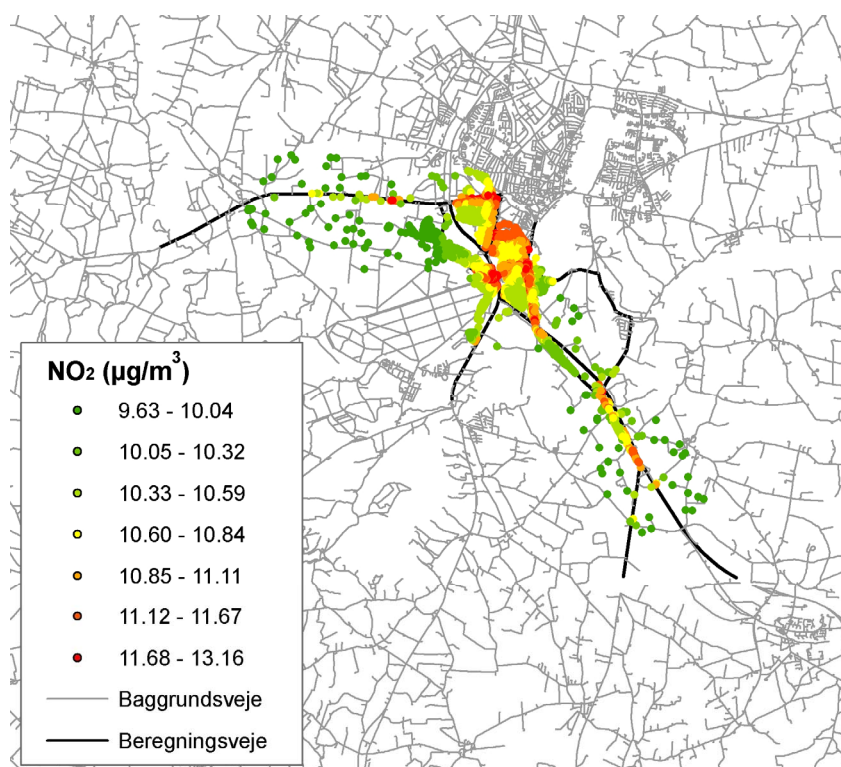 NO₂ (µg/m³)
9.63 - 10.04
10.05 - 10.32
10.33 - 10.59
10.60 - 10.84
10.85 - 11.11
11.12 - 11.67
11.68 - 13.16
Baggrundsveje
Beregningsveje